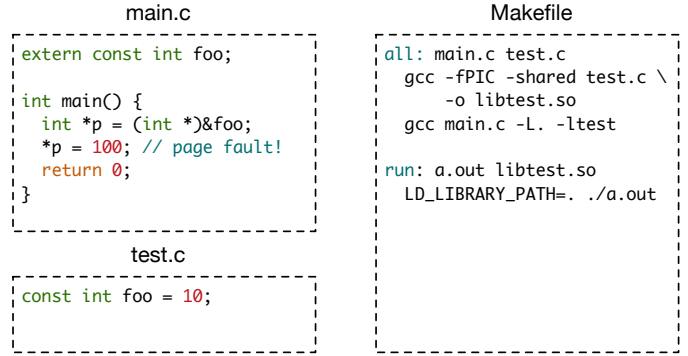 main.c
extern const int foo;
int main() {
int *p = (int *)&foo;
*p = 100; // page fault!
return 0;
}
test.c
const int foo = 10;
Makefile
all: main.c test.c
gcc -fPIC -shared test.c \
-o libtest.so
gcc main.c -L. -ltest
run: a.out libtest.so
LD_LIBRARY_PATH=. ./a.out